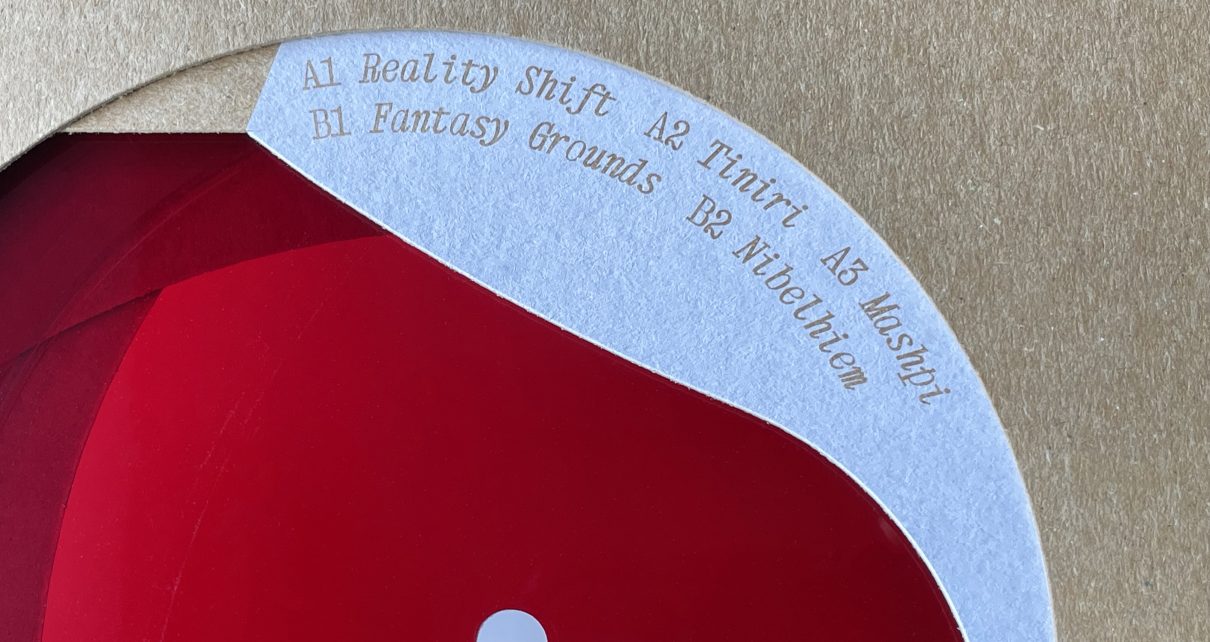 A1 Reality Shift A2 Tiniri A3 Mashpi
B1 Fantasy Grounds B2 Nibelhiem